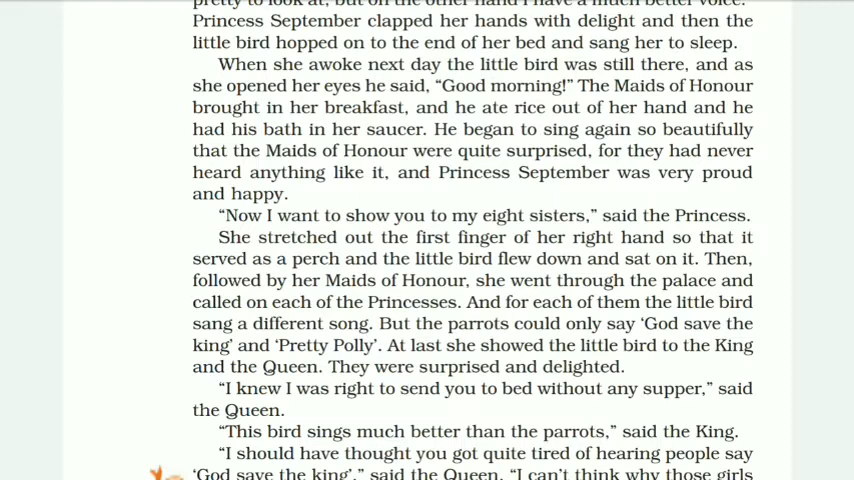 pretty to look at, but on the other hand I have a much better voice.”
Princess September clapped her hands with delight and then the
little bird hopped on to the end of her bed and sang her to sleep.
When she awoke next day the little bird was still there, and as
she opened her eyes he said, “Good morning!” The Maids of Honour
brought in her breakfast, and he ate rice out of her hand and he
had his bath in her saucer. He began to sing again so beautifully
that the Maids of Honour were quite surprised, for they had never
heard anything like it, and Princess September was very proud
and happy.
“Now I want to show you to my eight sisters,” said the Princess.
She stretched out the first finger of her right hand so that it
served as a perch and the little bird flew down and sat on it. Then,
followed by her Maids of Honour, she went through the palace and
called on each of the Princesses. And for each of them the little bird
sang a different song. But the parrots could only say ‘God save the
king’ and ‘Pretty Polly’. At last she showed the little bird to the King
and the Queen. They were surprised and delighted.
“I knew I was right to send you to bed without any supper,” said
the Queen.
“This bird sings much better than the parrots,” said the King.
“I should have thought you got quite tired of hearing people say
‘God save the king’,” said the Queen. “I can’t think why those girls